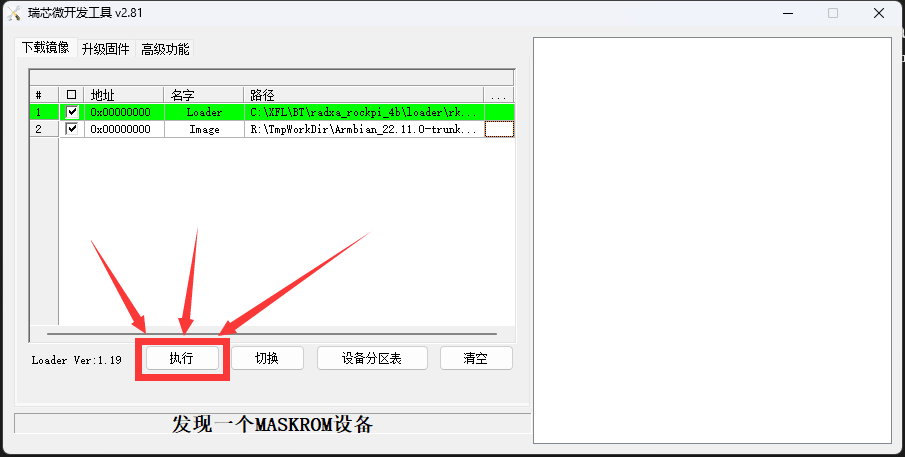 瑞芯微开发工具 v2.81
下载镜像 升级固件 高级功能
# 地址 名字 路径 ...
1 0x00000000 Loader C:\XFL\BT\radxa_rockpi_4b\loader\rk...
2 0x00000000 Image R:\TmpWorkDir\Armbian_22.11.0-trunk...
Loader Ver:1.19 执行 切换 设备分区表 清空
发现一个MASKROM设备